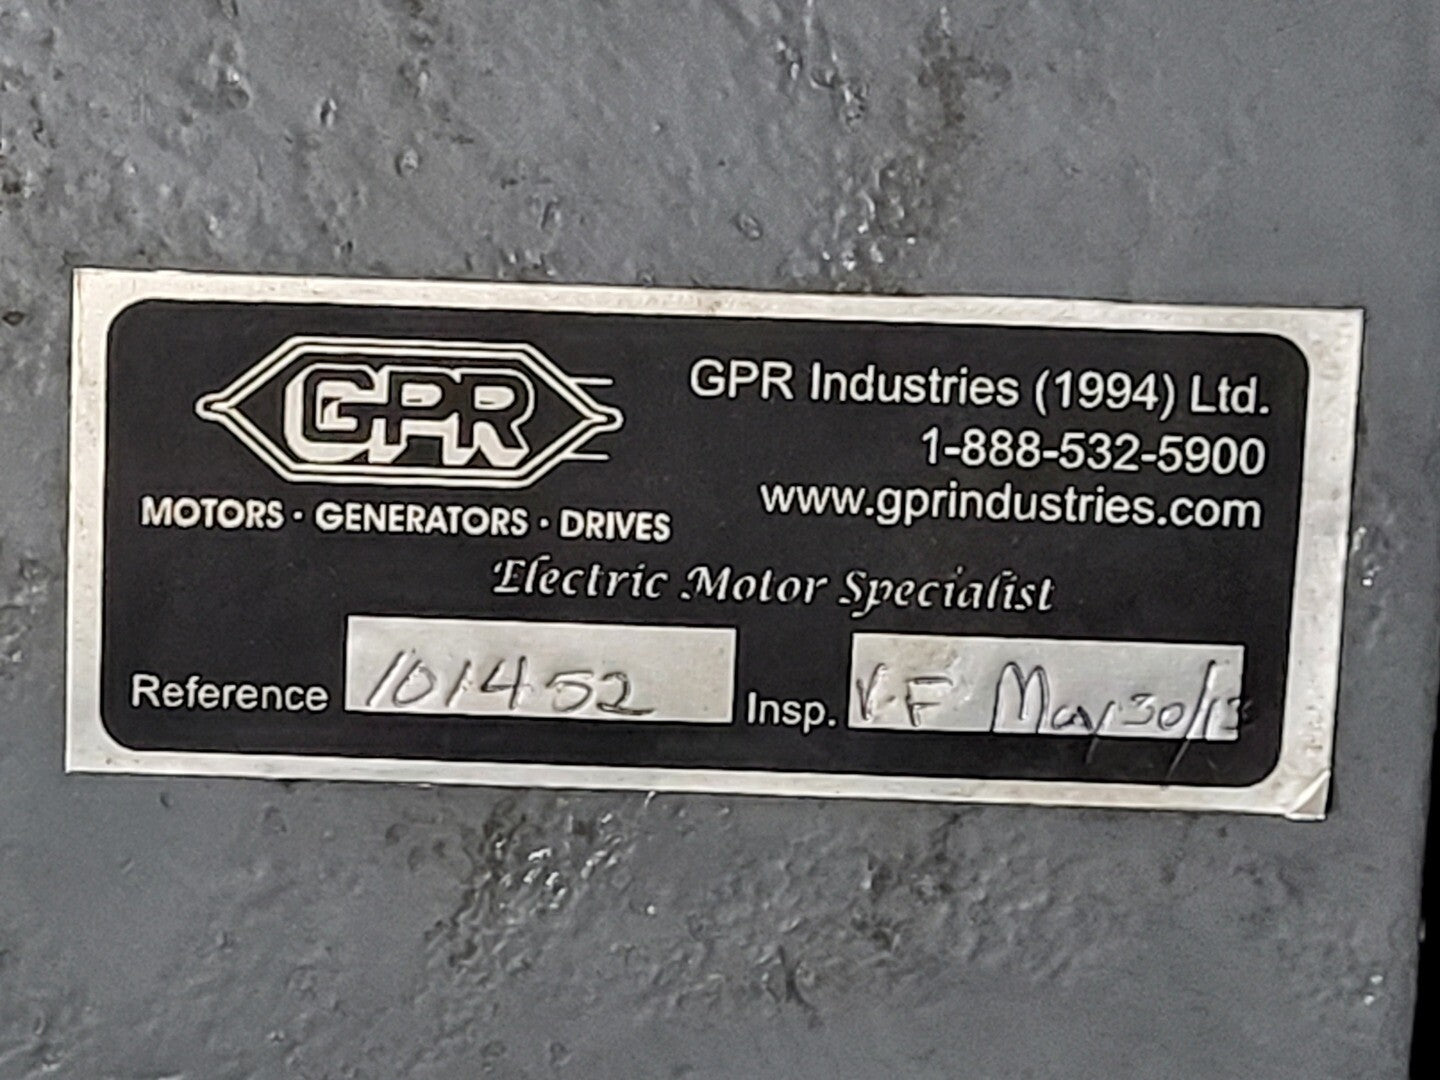 GPR
GPR Industries (1994) Ltd.
1-888-532-5900
www.gprindustries.com
MOTORS · GENERATORS · DRIVES
Electric Motor Specialist
Reference 101452 Insp. V.F May 30/13